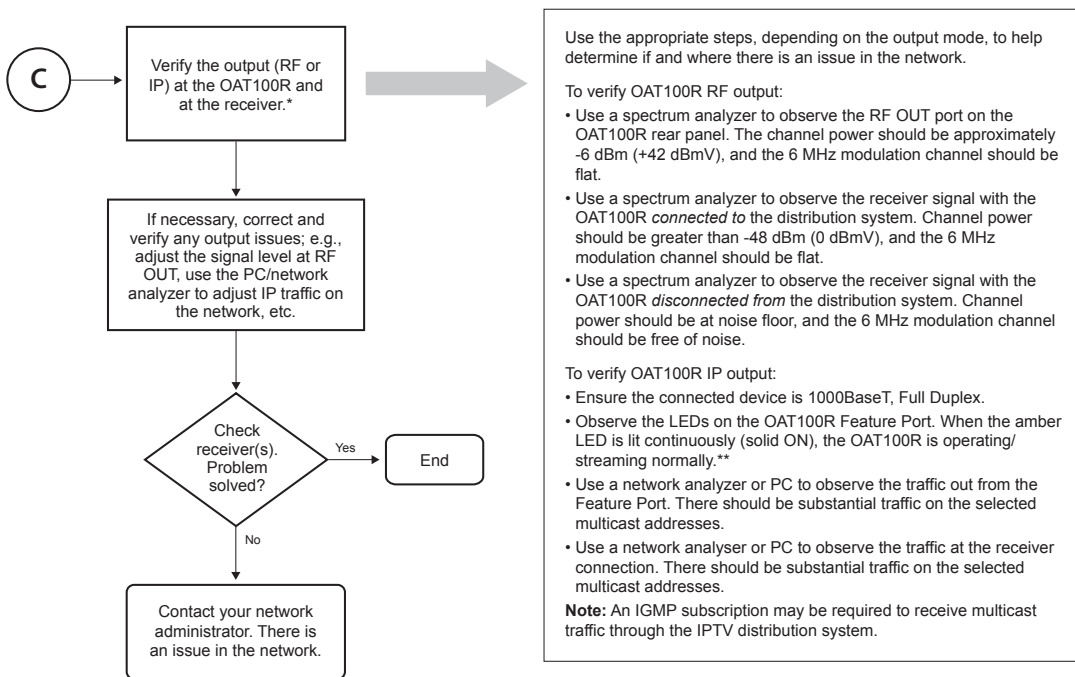 C
Verify the output (RF or
IP) at the OAT100R and
at the receiver.*
If necessary, correct and
verify any output issues; e.g.,
adjust the signal level at RF
OUT, use the PC/network
analyzer to adjust IP traffic on
the network, etc.
Check
receiver(s).
Problem
solved?
Yes
End
No
Contact your network
administrator. There is
an issue in the network.
Use the appropriate steps, depending on the output mode, to help
determine if and where there is an issue in the network.
To verify OAT100R RF output:
• Use a spectrum analyzer to observe the RF OUT port on the
OAT100R rear panel. The channel power should be approximately
-6 dBm (+42 dBmV), and the 6 MHz modulation channel should be
flat.
• Use a spectrum analyzer to observe the receiver signal with the
OAT100R connected to the distribution system. Channel power
should be greater than -48 dBm (0 dBmV), and the 6 MHz
modulation channel should be flat.
• Use a spectrum analyzer to observe the receiver signal with the
OAT100R disconnected from the distribution system. Channel
power should be at noise floor, and the 6 MHz modulation channel
should be free of noise.
To verify OAT100R IP output:
• Ensure the connected device is 1000BaseT, Full Duplex.
• Observe the LEDs on the OAT100R Feature Port. When the amber
LED is lit continuously (solid ON), the OAT100R is operating/
streaming normally.**
• Use a network analyzer or PC to observe the traffic out from the
Feature Port. There should be substantial traffic on the selected
multicast addresses.
• Use a network analyser or PC to observe the traffic at the receiver
connection. There should be substantial traffic on the selected
multicast addresses.
Note: An IGMP subscription may be required to receive multicast
traffic through the IPTV distribution system.